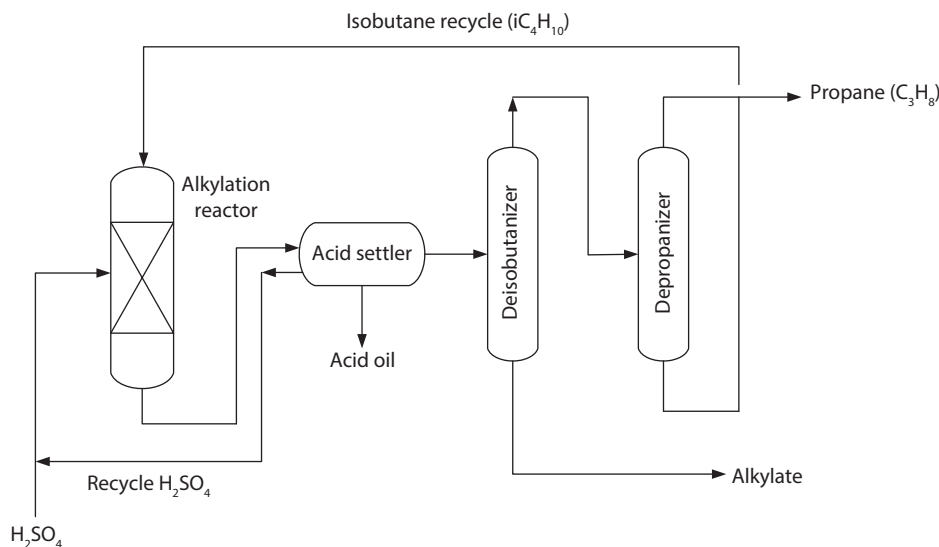 Isobutane recycle (iC₄H₁₀)
Propane (C₃H₈)
Alkylation
reactor
Acid settler
Deisobutanizer
Depropanizer
Acid oil
Recycle H₂SO₄
Alkylate
H₂SO₄